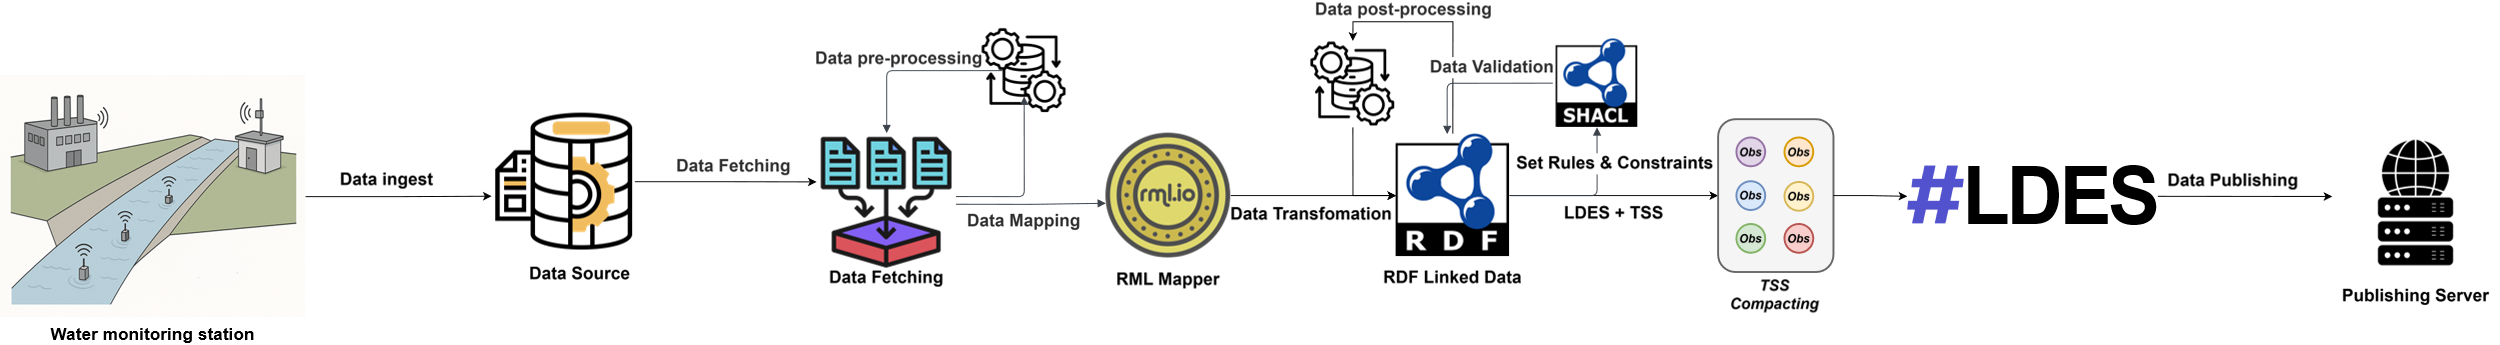 Water monitoring station
Data ingest
Data Source
Data Fetching
Data pre-processing
Data Fetching
Data Mapping
rml.io
RML Mapper
Data Transfomation
Data post-processing
Data Validation
SHACL
RDF
RDF Linked Data
Set Rules & Constraints
LDES + TSS
Obs Obs
Obs Obs
Obs Obs
TSS
Compacting
#LDES
Data Publishing
Publishing Server